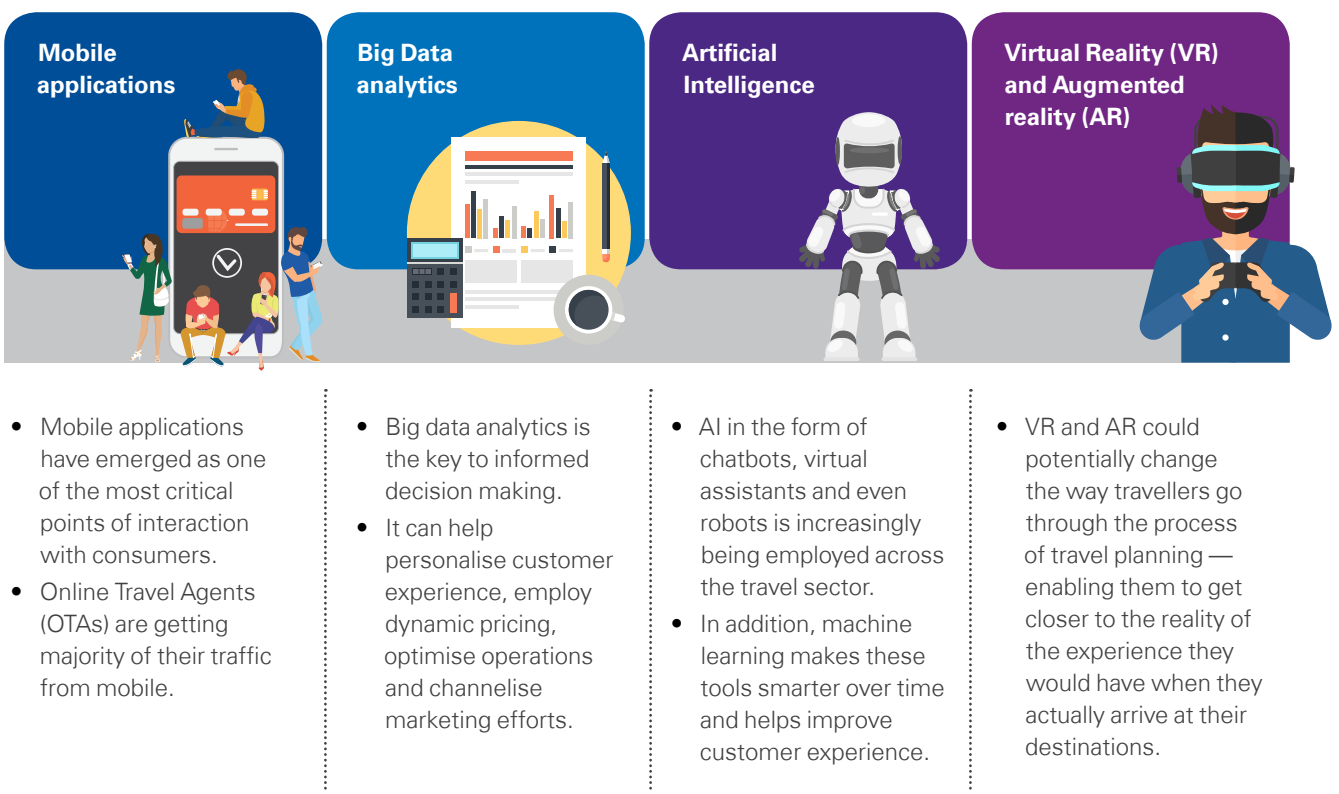 Mobile
applications
Big Data
analytics
Artificial
Intelligence
Virtual Reality (VR)
and Augmented
reality (AR)
• Mobile applications
have emerged as one
of the most critical
points of interaction
with consumers.
• Online Travel Agents
(OTAs) are getting
majority of their traffic
from mobile.
• Big data analytics is
the key to informed
decision making.
• It can help
personalise customer
experience, employ
dynamic pricing,
optimise operations
and channelise
marketing efforts.
• AI in the form of
chatbots, virtual
assistants and even
robots is increasingly
being employed across
the travel sector.
• In addition, machine
learning makes these
tools smarter over time
and helps improve
customer experience.
• VR and AR could
potentially change
the way travellers go
through the process
of travel planning —
enabling them to get
closer to the reality of
the experience they
would have when they
actually arrive at their
destinations.